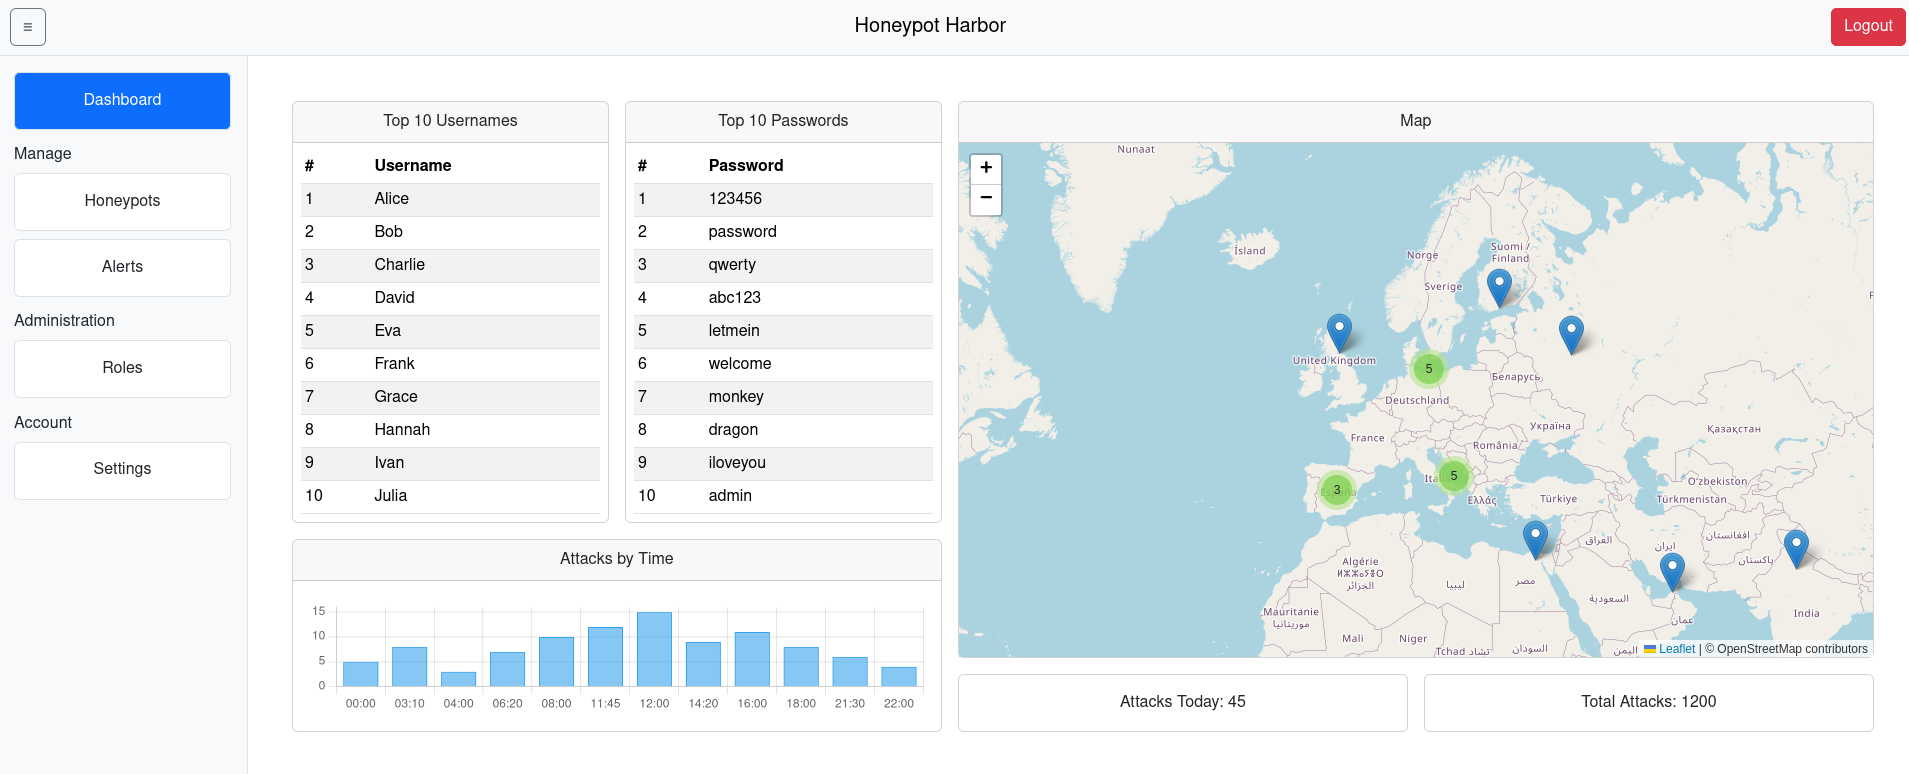 ≡
Honeypot Harbor
Logout
Dashboard
Manage
Honeypots
Alerts
Administration
Roles
Account
Settings
Top 10 Usernames
# Username
1 Alice
2 Bob
3 Charlie
4 David
5 Eva
6 Frank
7 Grace
8 Hannah
9 Ivan
10 Julia
Top 10 Passwords
# Password
1 123456
2 password
3 qwerty
4 abc123
5 letmein
6 welcome
7 monkey
8 dragon
9 iloveyou
10 admin
Attacks by Time
15
10
5
0
00:00 03:10 04:00 06:20 08:00 11:45 12:00 14:20 16:00 18:00 21:30 22:00
Map
+
−
Nunaat
Ísland
Norge
Suomi /
Finland
Sverige
United Kingdom
5
Беларусь
Deutschland
Україна
Қазақстан
France
România
5
3
Oʻzbekiston
Türkmenistan
Türkiye
Ελλάς
العراق
ایران
افغانستان
پاکستان
Algérie
ⵍⵣⵣⴰⵢⴻⵔ
الجزائر
ليبيا
مصر
السعودية
عمان
India
Mauritanie
موريتانيا
Mali
Niger
Tchad تشاد
السودان
اليمن
Leaflet | © OpenStreetMap contributors
Attacks Today: 45
Total Attacks: 1200